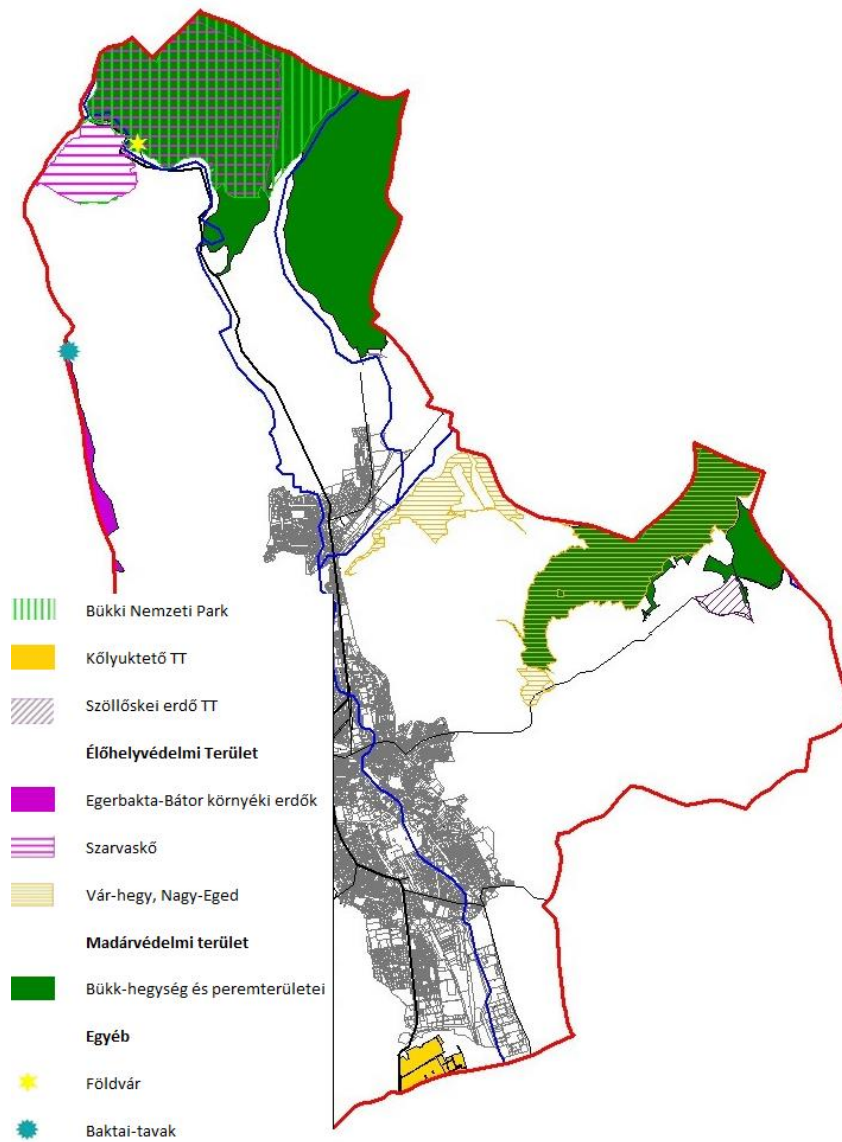 Bükki Nemzeti Park
Kőlyuktető TT
Szöllőskei erdő TT
Élőhelyvédelmi Terület
Egerbakta-Bátor környéki erdők
Szarvaskő
Vár-hegy, Nagy-Eged
Madárvédelmi terület
Bükk-hegység és peremterületei
Egyéb
Földvár
Baktai-tavak